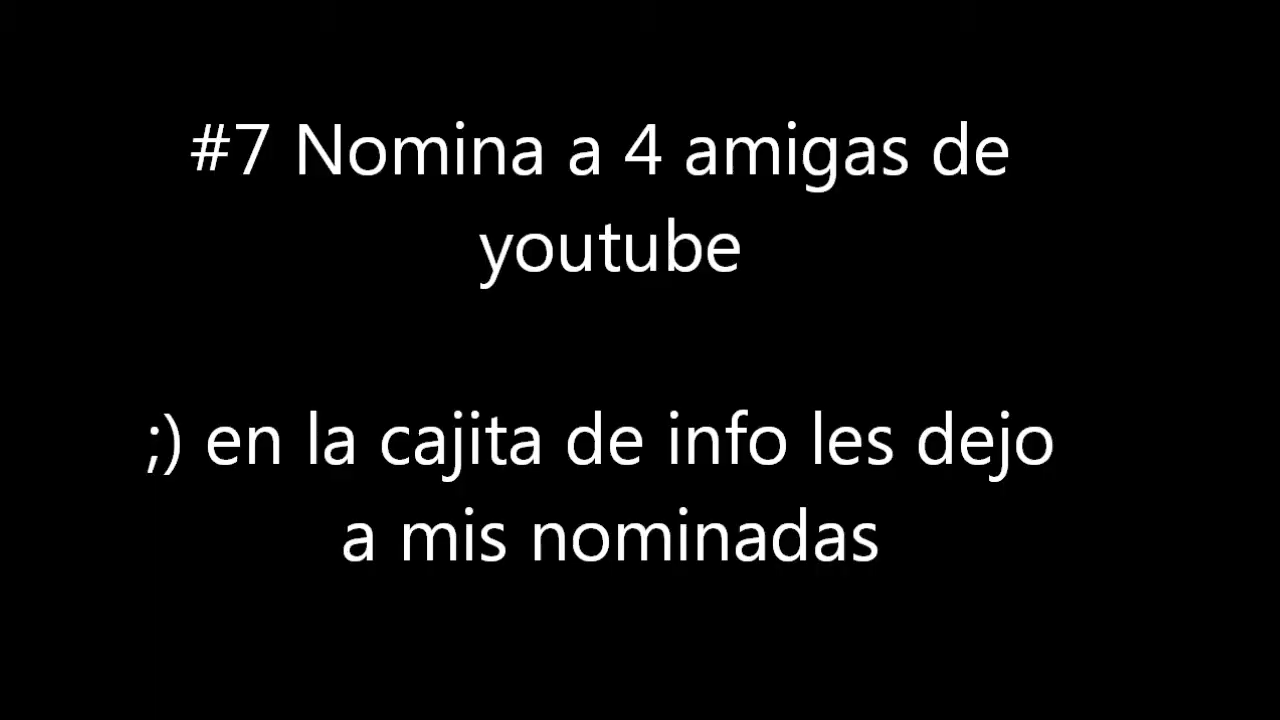 #7 Nomina a 4 amigas de
youtube
;) en la cajita de info les dejo
a mis nominadas